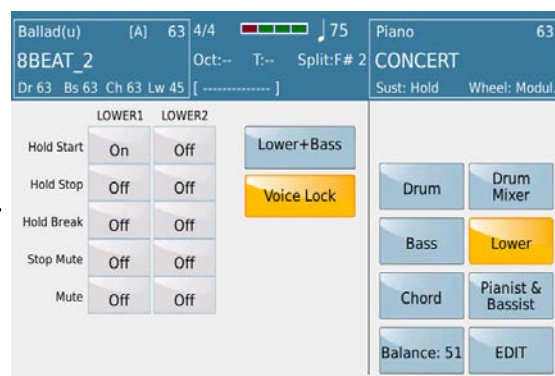 Ballad(u) [A] 63 4/4 ♩75 Piano 63
8BEAT_2 Oct:-- T:-- Split:F# 2 CONCERT
Dr 63 Bs 63 Ch 63 Lw 45 [ -------------- ] Sust: Hold Wheel: Modul.
LOWER1 LOWER2
Hold Start On Off
Hold Stop Off Off
Hold Break Off Off
Stop Mute Off Off
Mute Off Off
Lower+Bass
Voice Lock
Drum
Drum
Mixer
Bass
Lower
Chord
Pianist &
Bassist
Balance: 51
EDIT